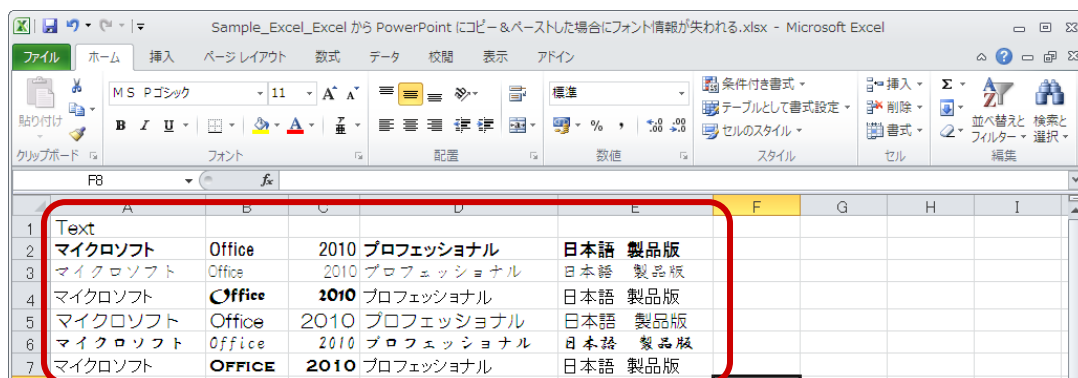 Sample_Excel_Excel から PowerPoint にコピー＆ペーストした場合にフォント情報が失われる.xlsx - Microsoft Excel
ファイル ホーム 挿入 ページ レイアウト 数式 データ 校閲 表示 アドイン
貼り付け
クリップボード
MS Pゴシック 11 A A
B I U A 亜
フォント
配置
標準
% , .0 .00 .00 .0
数値
条件付き書式
テーブルとして書式設定
セルのスタイル
スタイル
挿入
削除
書式
セル
Σ
並べ替えと フィルター
検索と 選択
編集
F8 fx
A B C D E F G H I
1 Text
2 マイクロソフト Office 2010 プロフェッショナル 日本語 製品版
3 マイクロソフト Office 2010 プロフェッショナル 日本語 製品版
4 マイクロソフト Office 2010 プロフェッショナル 日本語 製品版
5 マイクロソフト Office 2010 プロフェッショナル 日本語 製品版
6 マイクロソフト Office 2010 プロフェッショナル 日本語 製品版
7 マイクロソフト OFFICE 2010 プロフェッショナル 日本語 製品版